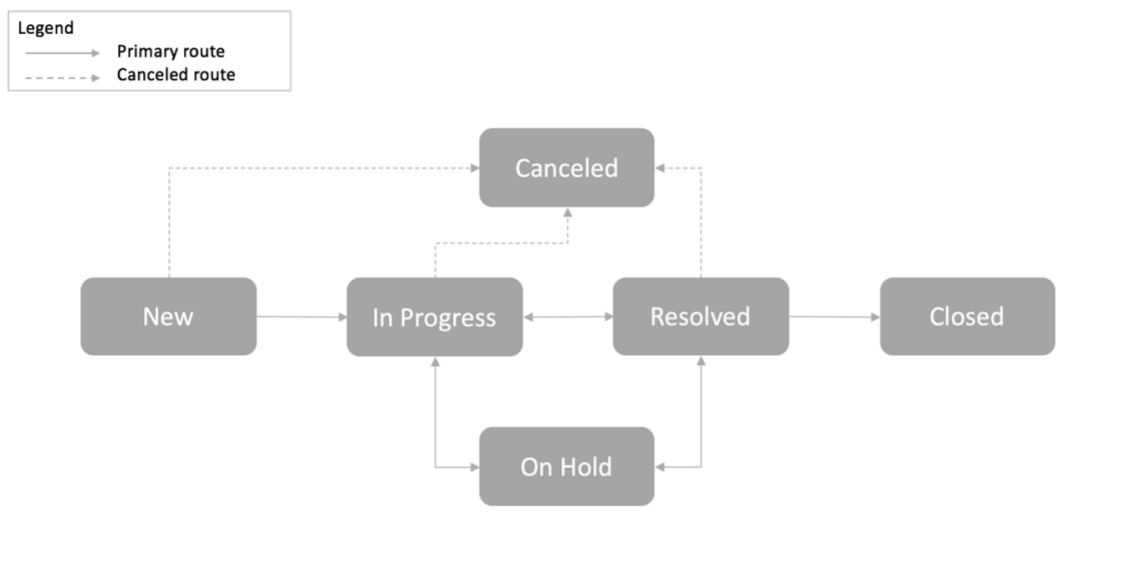 Legend
Primary route
Canceled route
Canceled
New
In Progress
Resolved
Closed
On Hold